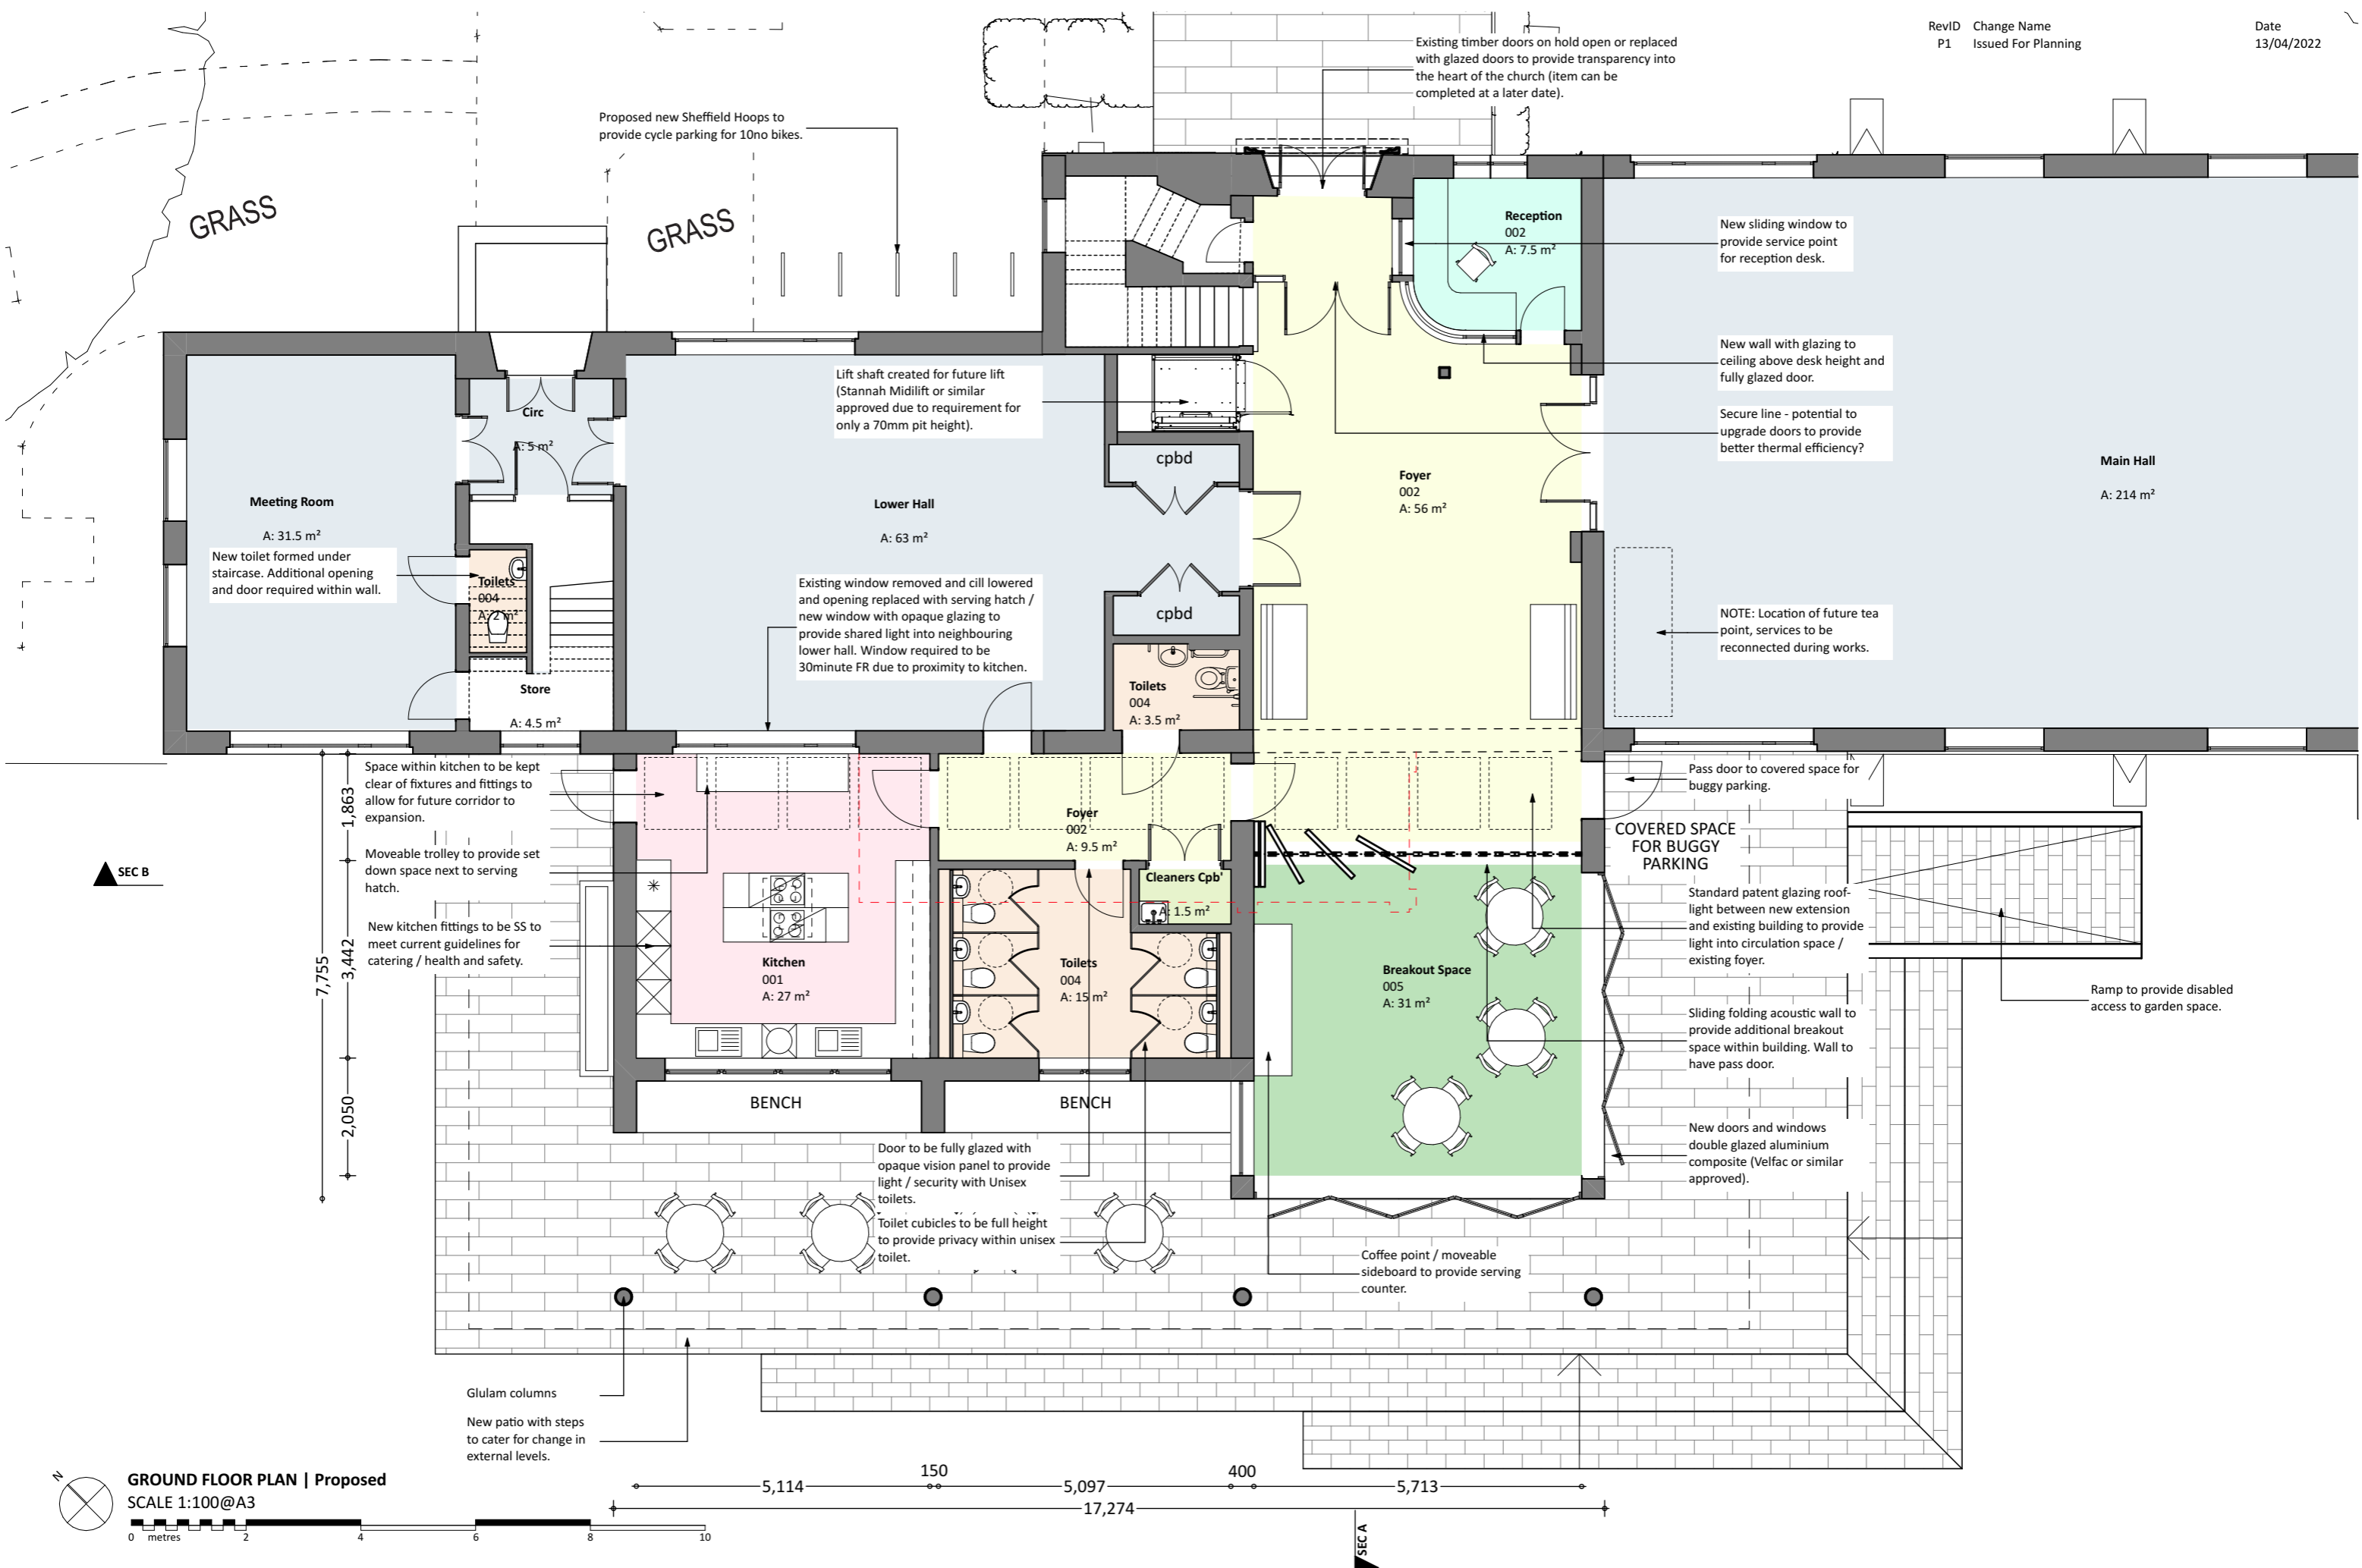 RevID Change Name Date
P1 Issued For Planning 13/04/2022
Existing timber doors on hold open or replaced
with glazed doors to provide transparency into
the heart of the church (item can be
completed at a later date).
Proposed new Sheffield Hoops to
provide cycle parking for 10no bikes.
GRASS
GRASS
Reception
002
A: 7.5 m²
New sliding window to
provide service point
for reception desk.
New wall with glazing to
ceiling above desk height and
fully glazed door.
Lift shaft created for future lift
(Stannah Midilift or similar
approved due to requirement for
only a 70mm pit height).
Circ
A: 5 m²
Secure line - potential to
upgrade doors to provide
better thermal efficiency?
cpbd
Main Hall
A: 214 m²
Foyer
002
A: 56 m²
Meeting Room
A: 31.5 m²
Lower Hall
A: 63 m²
New toilet formed under
staircase. Additional opening
and door required within wall.
Toilets
004
A: 2 m²
Existing window removed and cill lowered
and opening replaced with serving hatch /
new window with opaque glazing to
provide shared light into neighbouring
lower hall. Window required to be
30minute FR due to proximity to kitchen.
cpbd
NOTE: Location of future tea
point, services to be
reconnected during works.
Store
A: 4.5 m²
Toilets
004
A: 3.5 m²
Space within kitchen to be kept
clear of fixtures and fittings to
allow for future corridor to
expansion.
Pass door to covered space for
buggy parking.
Foyer
002
A: 9.5 m²
COVERED SPACE
FOR BUGGY
PARKING
1,863
Moveable trolley to provide set
down space next to serving
hatch.
SEC B
Cleaners Cpb'
A: 1.5 m²
Standard patent glazing roof-
light between new extension
and existing building to provide
light into circulation space /
existing foyer.
New kitchen fittings to be SS to
meet current guidelines for
catering / health and safety.
7,755
3,442
Kitchen
001
A: 27 m²
Toilets
004
A: 15 m²
Breakout Space
005
A: 31 m²
Ramp to provide disabled
access to garden space.
Sliding folding acoustic wall to
provide additional breakout
space within building. Wall to
have pass door.
2,050
BENCH
BENCH
New doors and windows
double glazed aluminium
composite (Velfac or similar
approved).
Door to be fully glazed with
opaque vision panel to provide
light / security with Unisex
toilets.
Toilet cubicles to be full height
to provide privacy within unisex
toilet.
Coffee point / moveable
sideboard to provide serving
counter.
Glulam columns
New patio with steps
to cater for change in
external levels.
N
GROUND FLOOR PLAN | Proposed
SCALE 1:100@A3
0 metres 2 4 6 8 10
5,114 150 5,097 400 5,713
17,274
SEC A